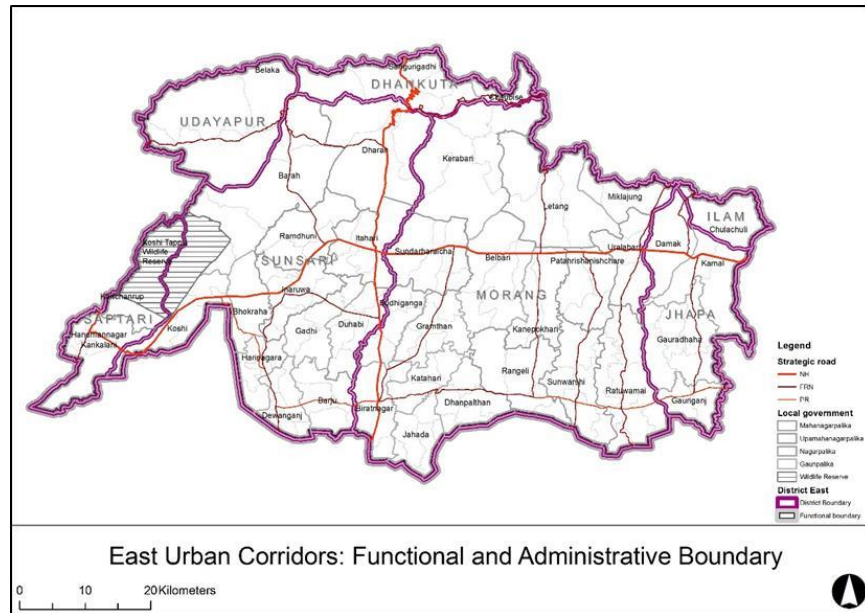 Belaka
Sangurigadhi
DHANKUTA
UDAYAPUR
Dharan
Kerabari
Barah
Letang
Miklajung
ILAM
Chulachuli
Ramdhuni
Itahari
Koshi Tappu
Wildlife
Reserve
SUNSARI
Sundarharaicha
Belbari
Uralabari
Damak
Patahrishanishchare
Kamal
Inaruwa
Budhiganga
MORANG
SAPTARI
Koshi
Bhokraha
Gadhi
Duhabi
Gramthan
Kanepokhari
JHAPA
Gauradhaha
Hanumannagar
Kankalani
Harinagara
Katahari
Rangeli
Sunwarshi
Ratuwamai
Dewanganj
Barju
Biratnagar
Dhanpalthan
Gauriganj
Jahada
Legend
Strategic road
NH
FRN
PR
Local government
Mahanagarpalika
Upamahanagarpalika
Nagarpalika
Gaunpalika
Wildlife Reserve
District East
District Boundary
Functional boundary
East Urban Corridors: Functional and Administrative Boundary
0 10 20 Kilometers